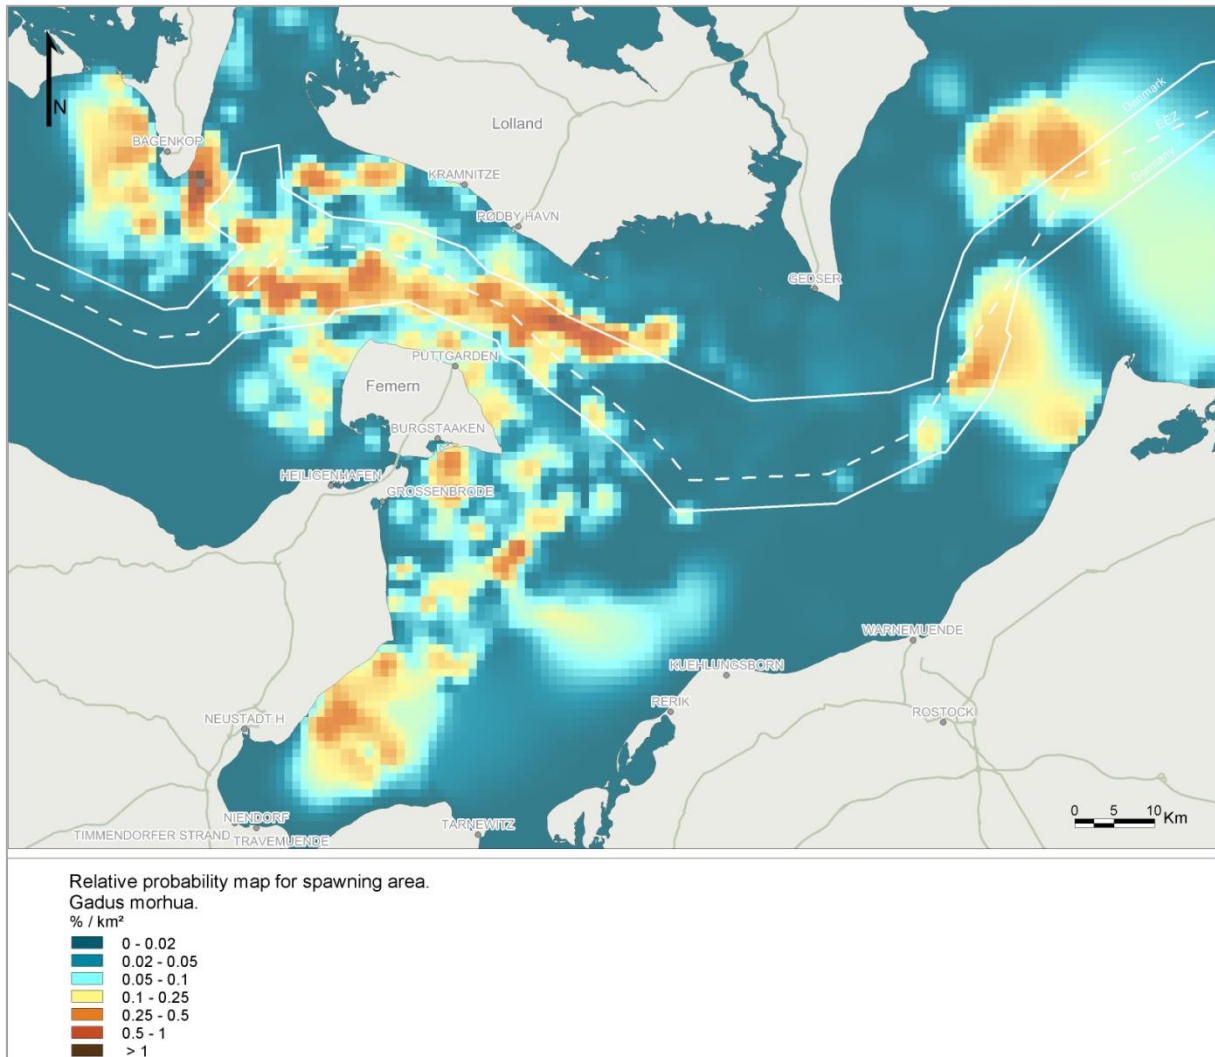 N
BAGENKOP
Lolland
KRAMNITZE
RØDBY HAVN
GEDSER
Denmark
EEZ
Germany
PUTTGARDEN
Femern
BURGSTAAKEN
HEILIGENHAFEN
GROSSENBRODE
WARNEMUENDE
KUEHLUNGSBORN
RERIK
ROSTOCK
NEUSTADT H
NIENDORF
TIMMENDORFER STRAND
TRAVEMUENDE
TARNEWITZ
0 5 10 Km
Relative probability map for spawning area.
Gadus morhua.
% / km²
0 - 0.02
0.02 - 0.05
0.05 - 0.1
0.1 - 0.25
0.25 - 0.5
0.5 - 1
> 1